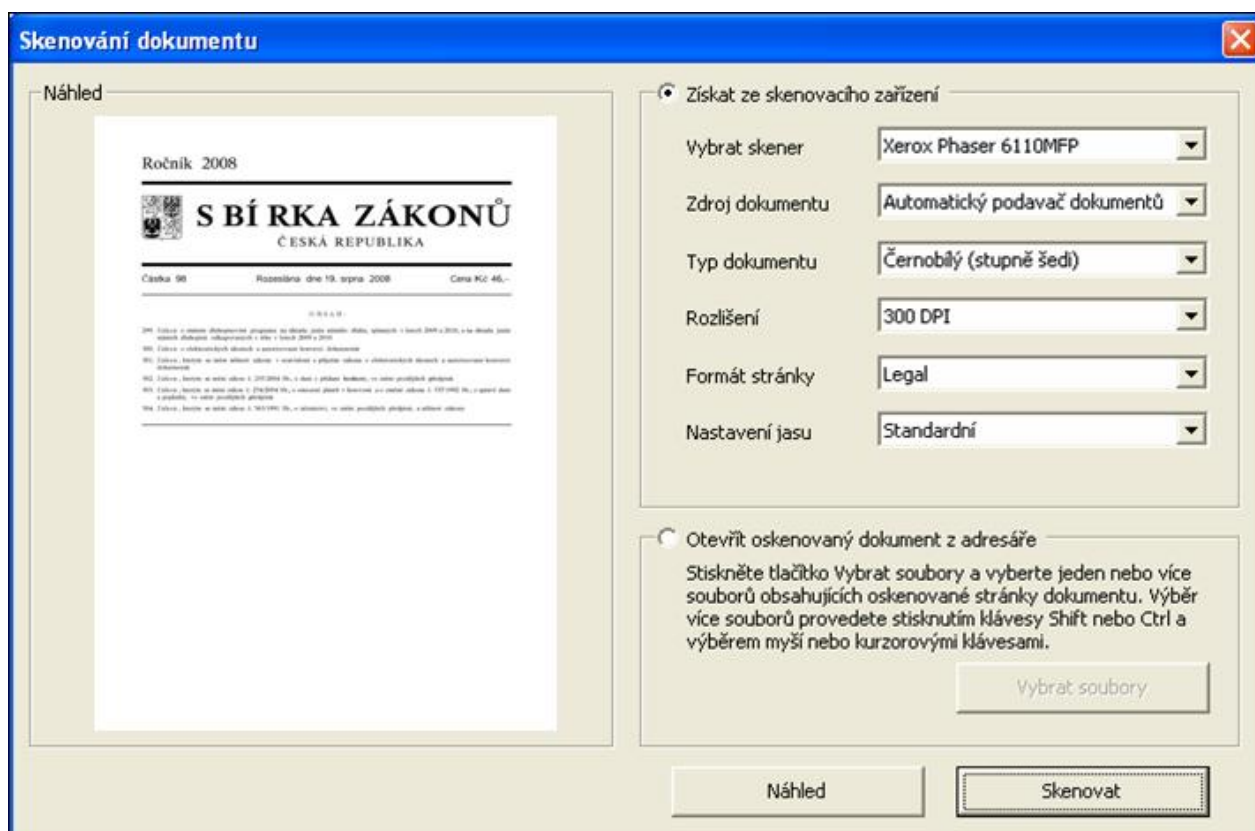 Skenování dokumentu
Náhled
Ročník 2008
SBÍRKA ZÁKONŮ
ČESKÁ REPUBLIKA
Částka 98 Rozeslána dne 19. srpna 2008 Cena Kč 46,-
OBSAH:
Získat ze skenovacího zařízení
Vybrat skener Xerox Phaser 6110MFP
Zdroj dokumentu Automatický podavač dokumentů
Typ dokumentu Černobílý (stupně šedi)
Rozlišení 300 DPI
Formát stránky Legal
Nastavení jasu Standardní
Otevřít oskenovaný dokument z adresáře
Stiskněte tlačítko Vybrat soubory a vyberte jeden nebo více
souborů obsahujících oskenované stránky dokumentu. Výběr
více souborů provedete stisknutím klávesy Shift nebo Ctrl a
výběrem myší nebo kurzorovými klávesami.
Vybrat soubory
Náhled
Skenovat